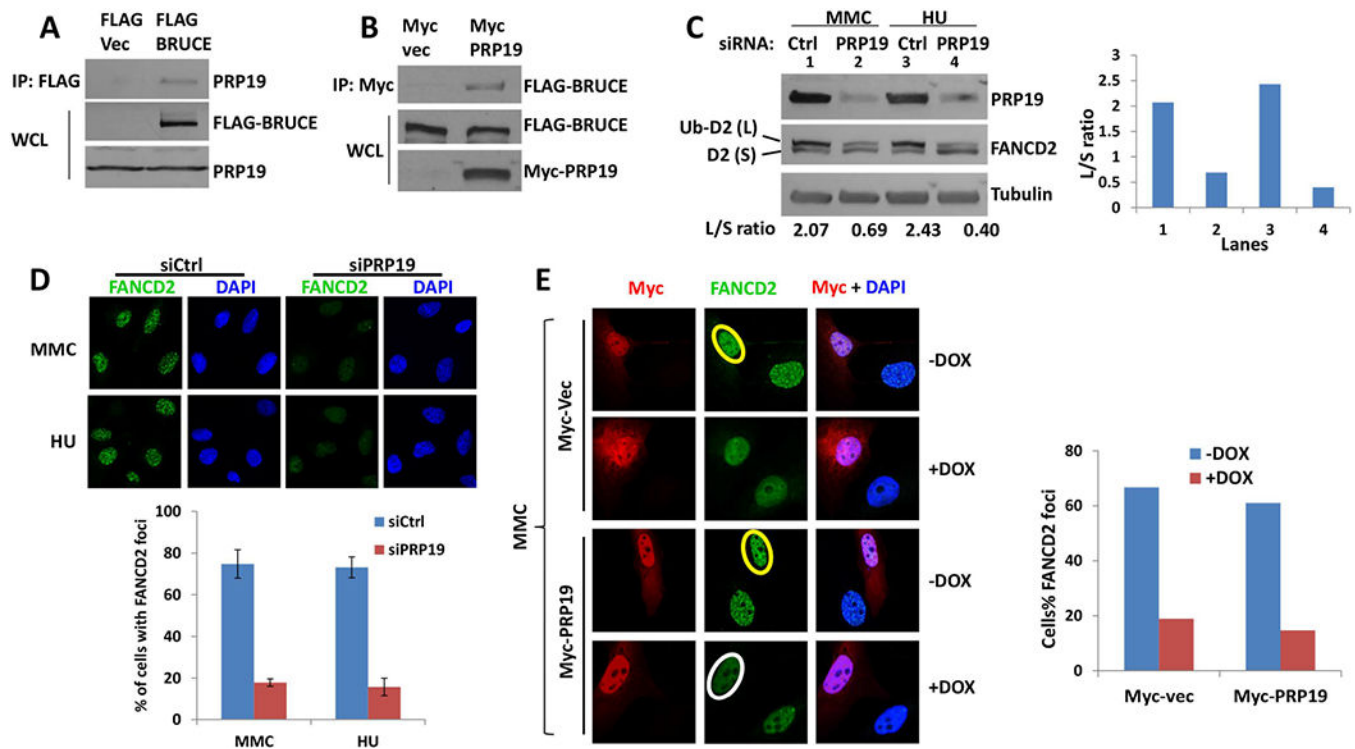 A
FLAG Vec
FLAG BRUCE
IP: FLAG
PRP19
WCL
FLAG-BRUCE
PRP19
B
Myc vec
Myc PRP19
IP: Myc
FLAG-BRUCE
WCL
FLAG-BRUCE
Myc-PRP19
C
MMC HU
siRNA: Ctrl PRP19 Ctrl PRP19
1 2 3 4
PRP19
Ub-D2 (L)
D2 (S)
FANCD2
Tubulin
L/S ratio 2.07 0.69 2.43 0.40
L/S ratio
3
2.5
2
1.5
1
0.5
0
1 2 3 4
Lanes
D
siCtrl siPRP19
FANCD2 DAPI FANCD2 DAPI
MMC
HU
% of cells with FANCD2 foci
100
80
60
40
20
0
siCtrl
siPRP19
MMC HU
E
Myc FANCD2 Myc + DAPI
MMC
Myc-Vec
-DOX
+DOX
Myc-PRP19
-DOX
+DOX
Cells% FANCD2 foci
80
60
40
20
0
-DOX
+DOX
Myc-vec Myc-PRP19